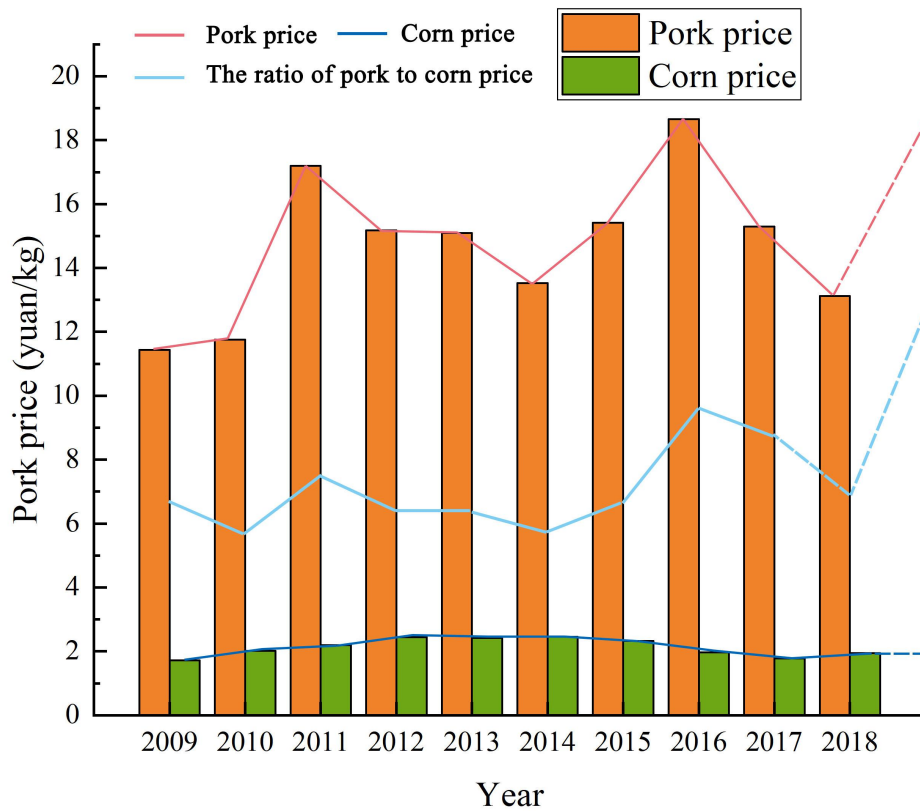 Pork price
Corn price
The ratio of pork to corn price
Pork price
Corn price
Pork price (yuan/kg)
20
18
16
14
12
10
8
6
4
2
0
2009 2010 2011 2012 2013 2014 2015 2016 2017 2018
Year